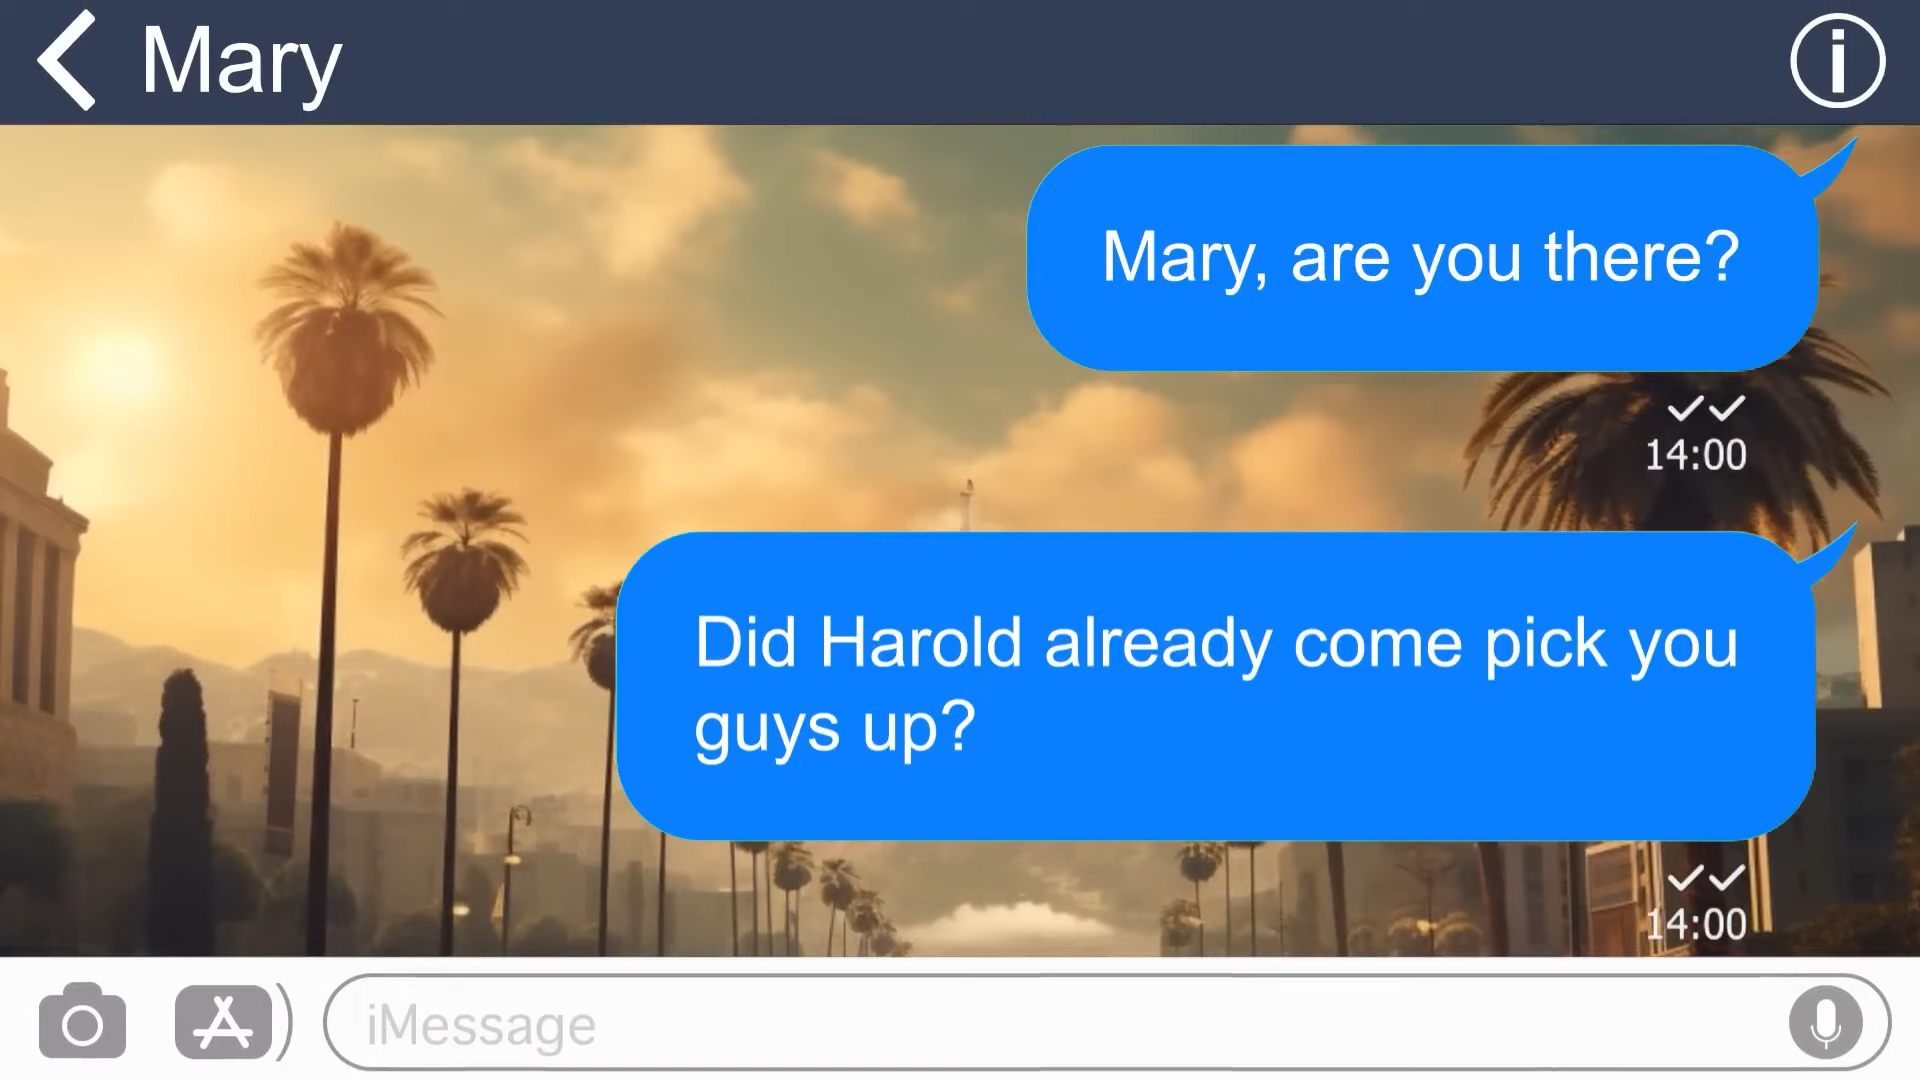 Mary
Mary, are you there?
14:00
Did Harold already come pick you
guys up?
14:00
iMessage